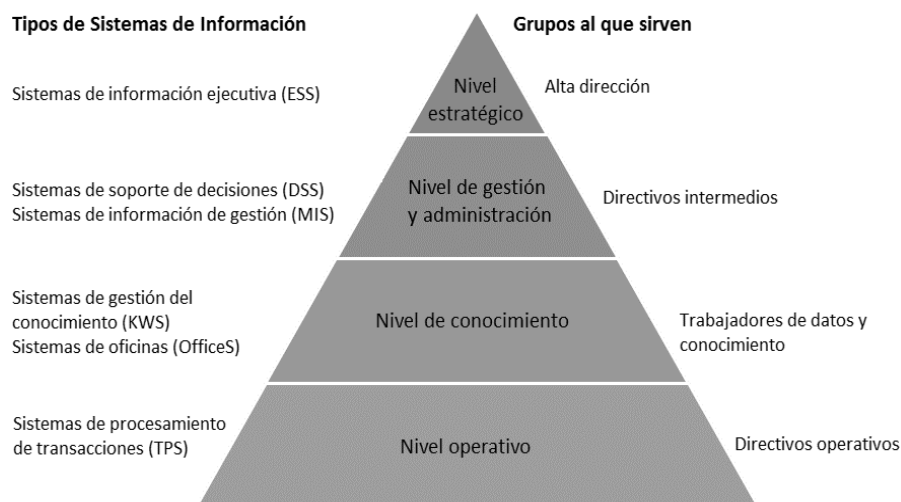 Tipos de Sistemas de Información
Grupos al que sirven
Sistemas de información ejecutiva (ESS)
Nivel
estratégico
Alta dirección
Sistemas de soporte de decisiones (DSS)
Sistemas de información de gestión (MIS)
Nivel de gestión
y administración
Directivos intermedios
Sistemas de gestión del
conocimiento (KWS)
Sistemas de oficinas (OfficeS)
Nivel de conocimiento
Trabajadores de datos y
conocimiento
Sistemas de procesamiento
de transacciones (TPS)
Nivel operativo
Directivos operativos